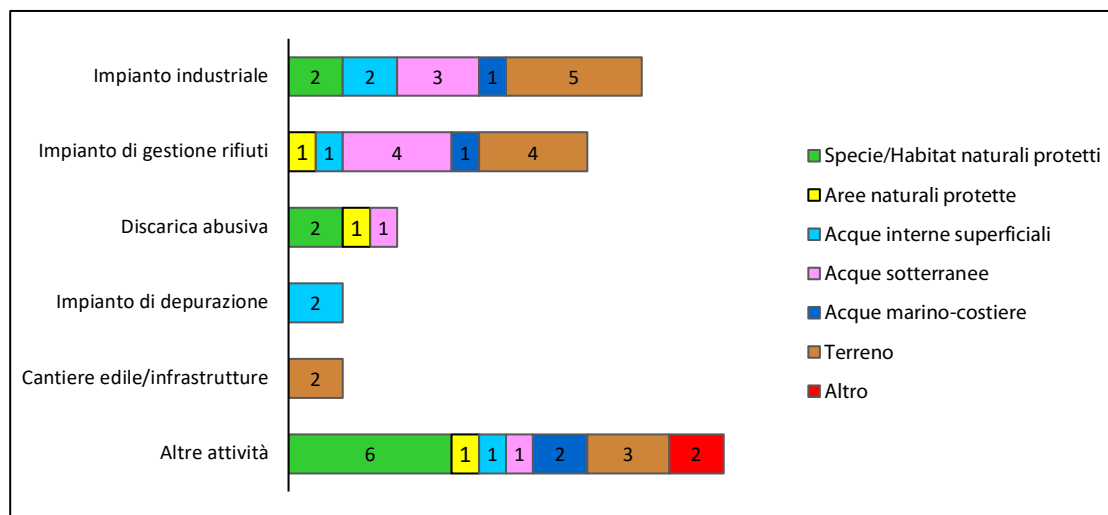 Impianto industriale 2 2 3 1 5
Impianto di gestione rifiuti 1 1 4 1 4
Discarica abusiva 2 1 1
Impianto di depurazione 2
Cantiere edile/infrastrutture 2
Altre attività 6 1 1 1 2 3 2
Specie/Habitat naturali protetti
Aree naturali protette
Acque interne superficiali
Acque sotterranee
Acque marino-costiere
Terreno
Altro